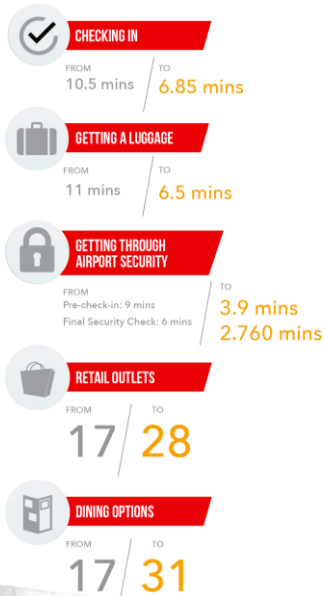 CHECKING IN
FROM
10.5 mins
TO
6.85 mins
GETTING A LUGGAGE
FROM
11 mins
TO
6.5 mins
GETTING THROUGH
AIRPORT SECURITY
FROM
Pre-check-in: 9 mins
Final Security Check: 6 mins
TO
3.9 mins
2.760 mins
RETAIL OUTLETS
FROM
17
TO
28
DINING OPTIONS
FROM
17
TO
31